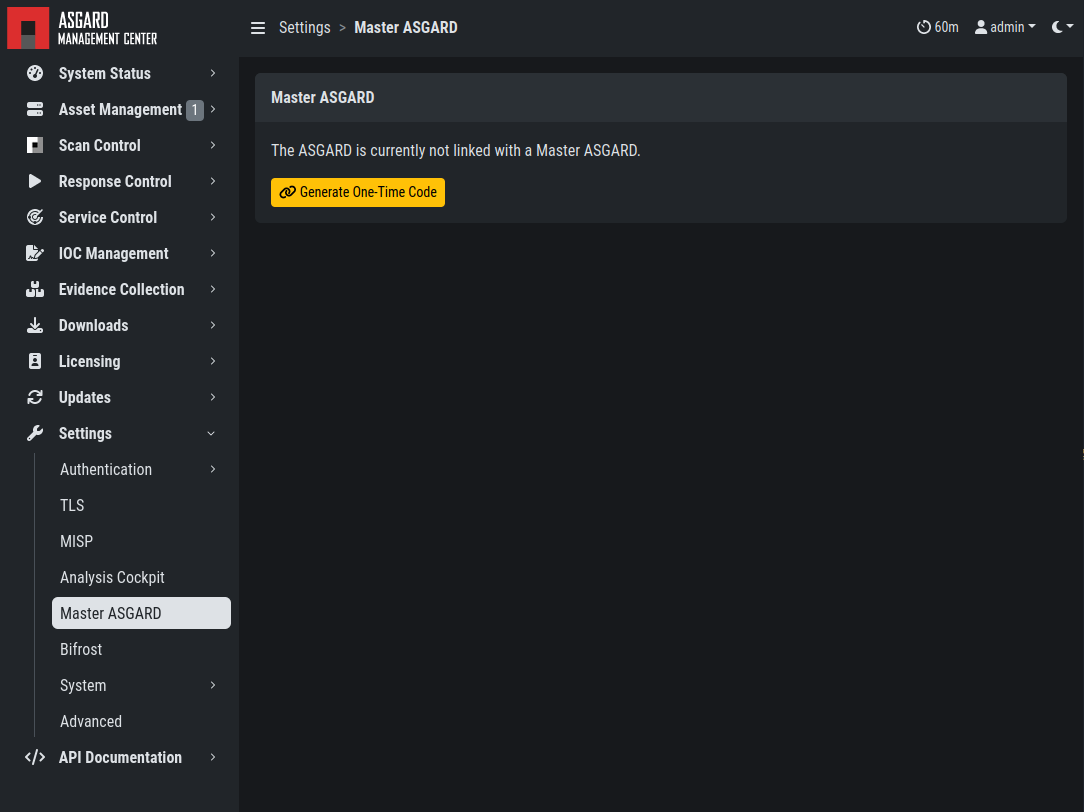 ASGARD
MANAGEMENT CENTER
Settings > Master ASGARD
60m
admin
System Status
Asset Management 1
Scan Control
Response Control
Service Control
IOC Management
Evidence Collection
Downloads
Licensing
Updates
Settings
Authentication
TLS
MISP
Analysis Cockpit
Master ASGARD
Bifrost
System
Advanced
API Documentation
Master ASGARD
The ASGARD is currently not linked with a Master ASGARD.
Generate One-Time Code